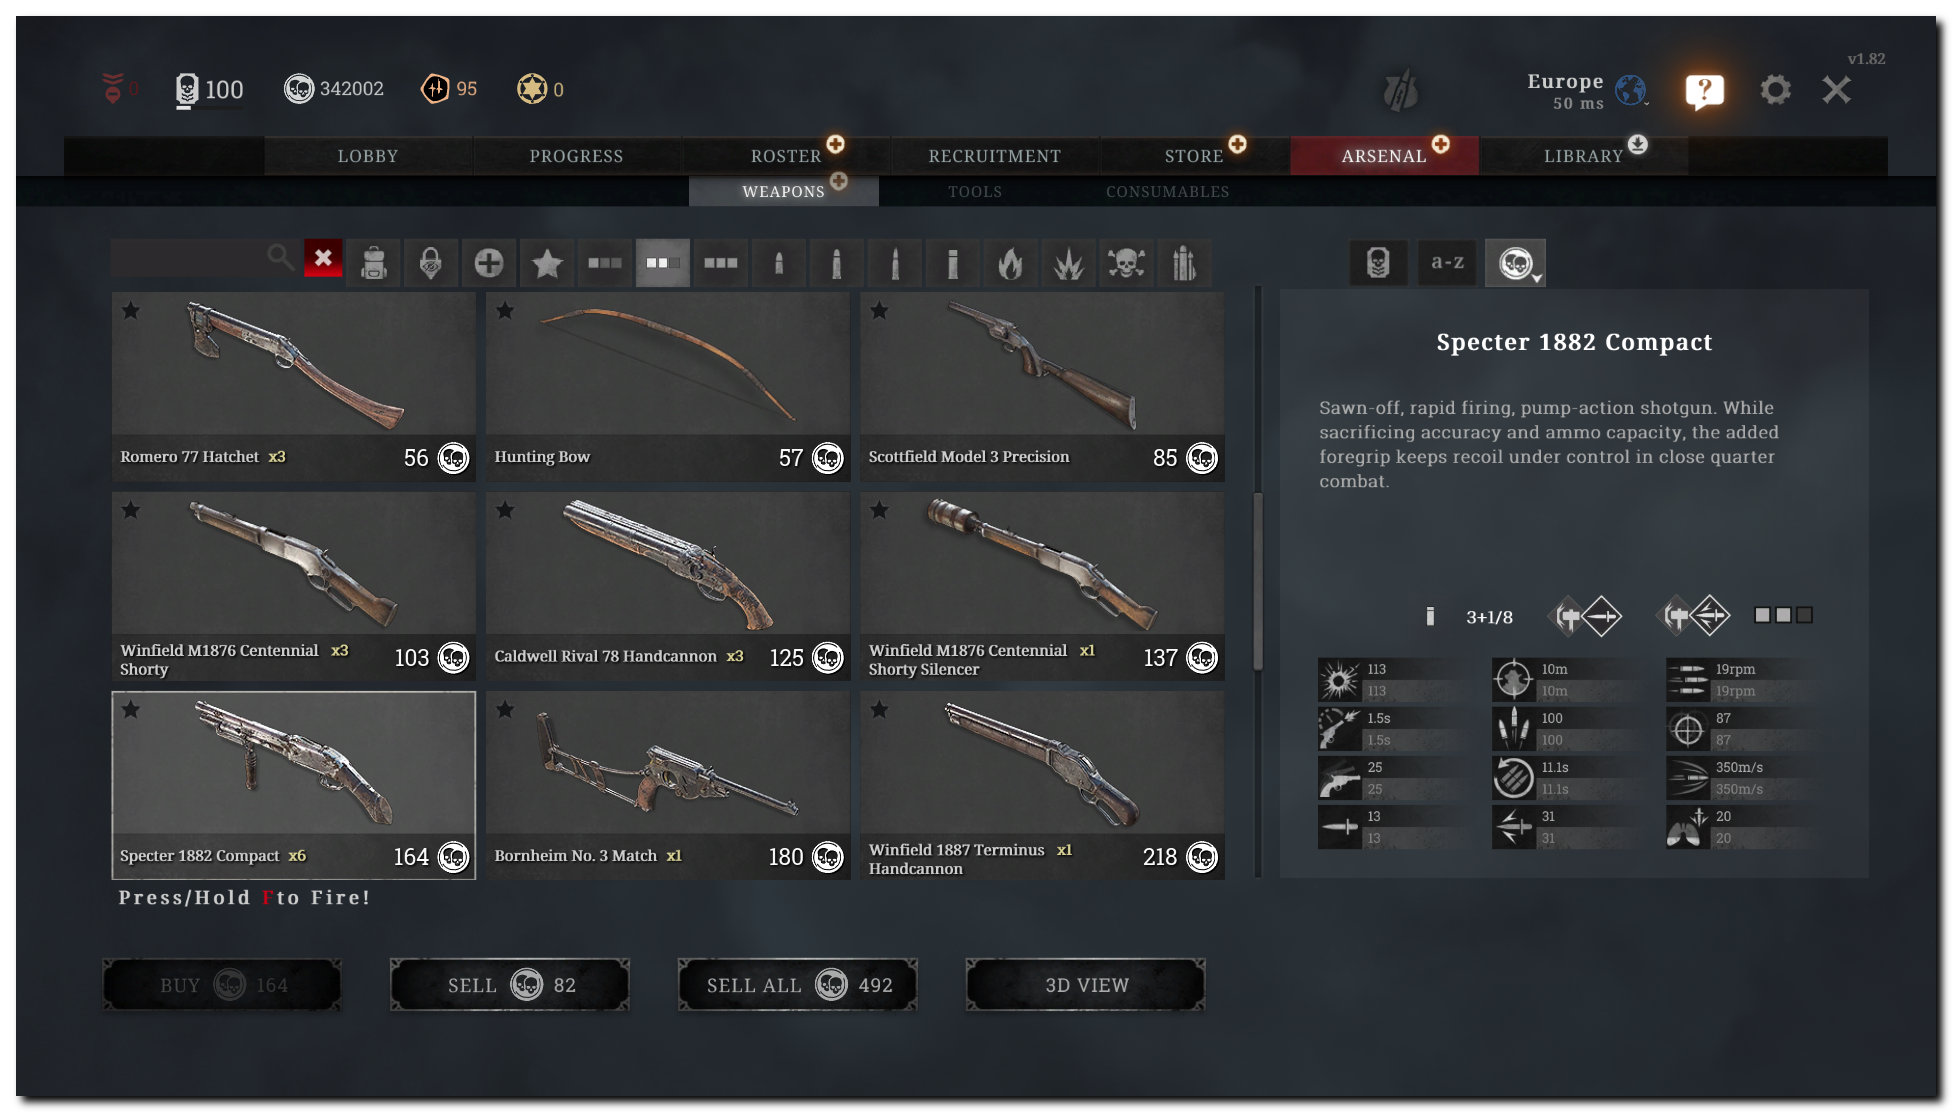 v1.82
0
100
342002
95
0
Europe
50 ms
?
LOBBY
PROGRESS
ROSTER
RECRUITMENT
STORE
ARSENAL
LIBRARY
WEAPONS
TOOLS
CONSUMABLES
a-z
Romero 77 Hatchet x3
56
Hunting Bow
57
Scottfield Model 3 Precision
85
Winfield M1876 Centennial x3
Shorty
103
Caldwell Rival 78 Handcannon x3
125
Winfield M1876 Centennial x1
Shorty Silencer
137
Specter 1882 Compact x6
164
Bornheim No. 3 Match x1
180
Winfield 1887 Terminus x1
Handcannon
218
Press/Hold F to Fire!
BUY 164
SELL 82
SELL ALL 492
3D VIEW
Specter 1882 Compact
Sawn-off, rapid firing, pump-action shotgun. While
sacrificing accuracy and ammo capacity, the added
foregrip keeps recoil under control in close quarter
combat.
3+1/8
113
113
10m
10m
19rpm
19rpm
1.5s
1.5s
100
100
87
87
25
25
11.1s
11.1s
350m/s
350m/s
13
13
31
31
20
20